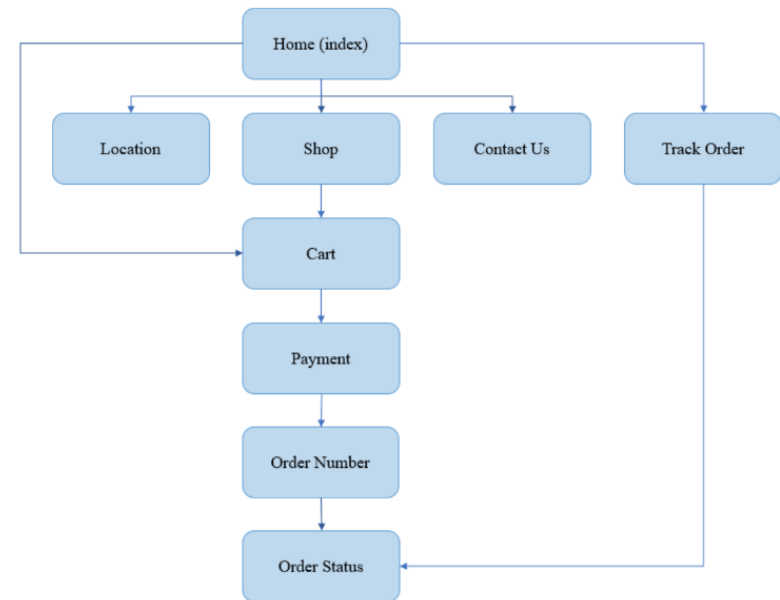 Home (index)
Location
Shop
Contact Us
Track Order
Cart
Payment
Order Number
Order Status